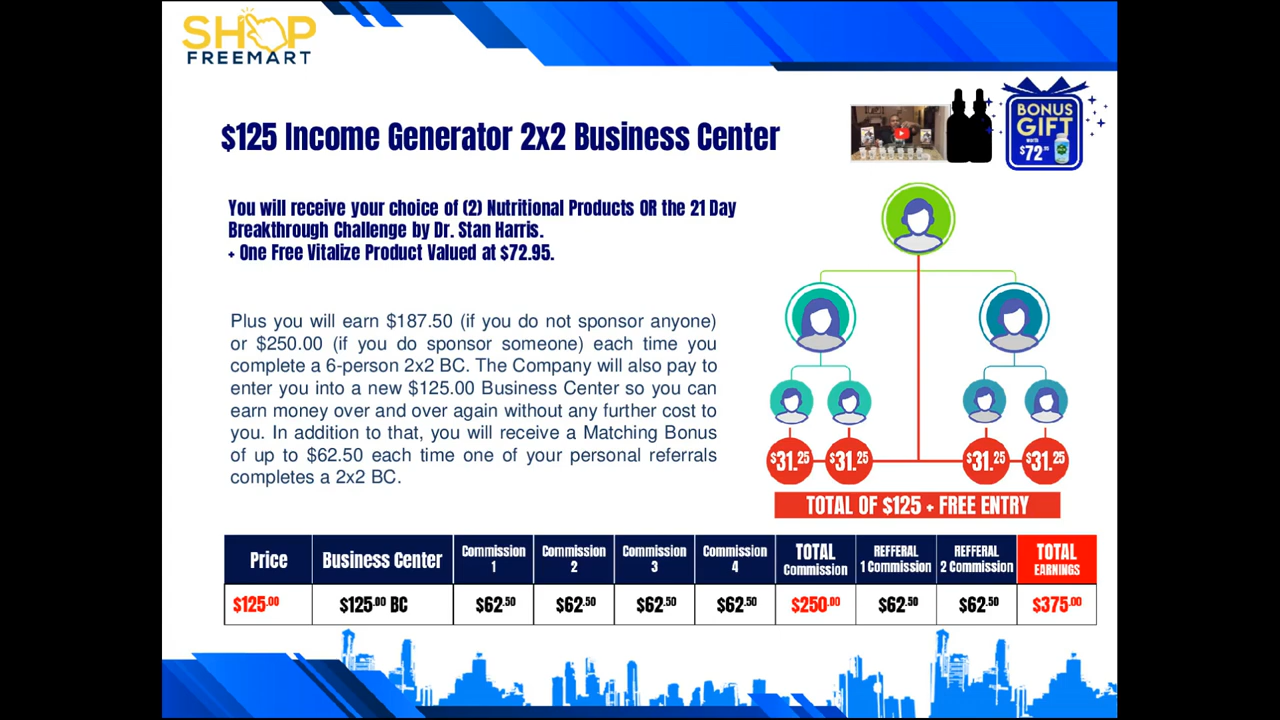 SHOP
FREEMART
$125 Income Generator 2x2 Business Center
BONUS
GIFT
$72
You will receive your choice of (2) Nutritional Products OR the 21 Day
Breakthrough Challenge by Dr. Stan Harris.
+ One Free Vitalize Product Valued at $72.95.
Plus you will earn $187.50 (if you do not sponsor anyone)
or $250.00 (if you do sponsor someone) each time you
complete a 6-person 2x2 BC. The Company will also pay to
enter you into a new $125.00 Business Center so you can
earn money over and over again without any further cost to
you. In addition to that, you will receive a Matching Bonus
of up to $62.50 each time one of your personal referrals
completes a 2x2 BC.
$31.25 $31.25 $31.25 $31.25
TOTAL OF $125 + FREE ENTRY
Price Business Center Commission 1 Commission 2 Commission 3 Commission 4 TOTAL Commission REFFERAL 1 Commission REFFERAL 2 Commission TOTAL EARNINGS
$125.00 $125.00 BC $62.50 $62.50 $62.50 $62.50 $250.00 $62.50 $62.50 $375.00